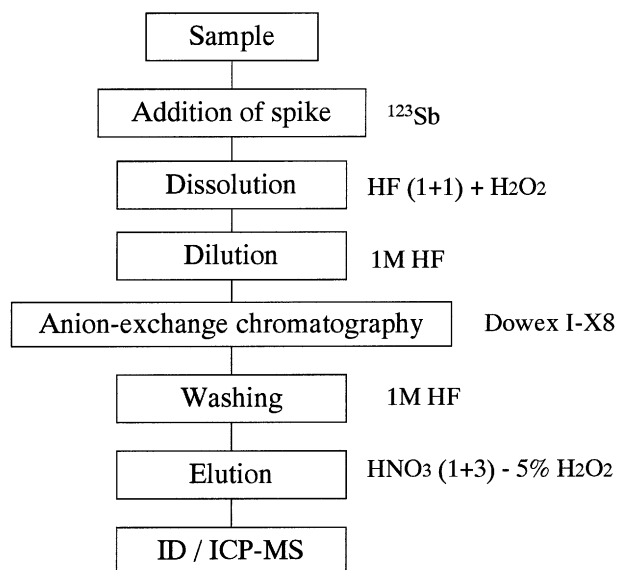 Sample
Addition of spike
¹²³Sb
Dissolution
HF (1+1) + H₂O₂
Dilution
1M HF
Anion-exchange chromatography
Dowex I-X8
Washing
1M HF
Elution
HNO₃ (1+3) - 5% H₂O₂
ID / ICP-MS